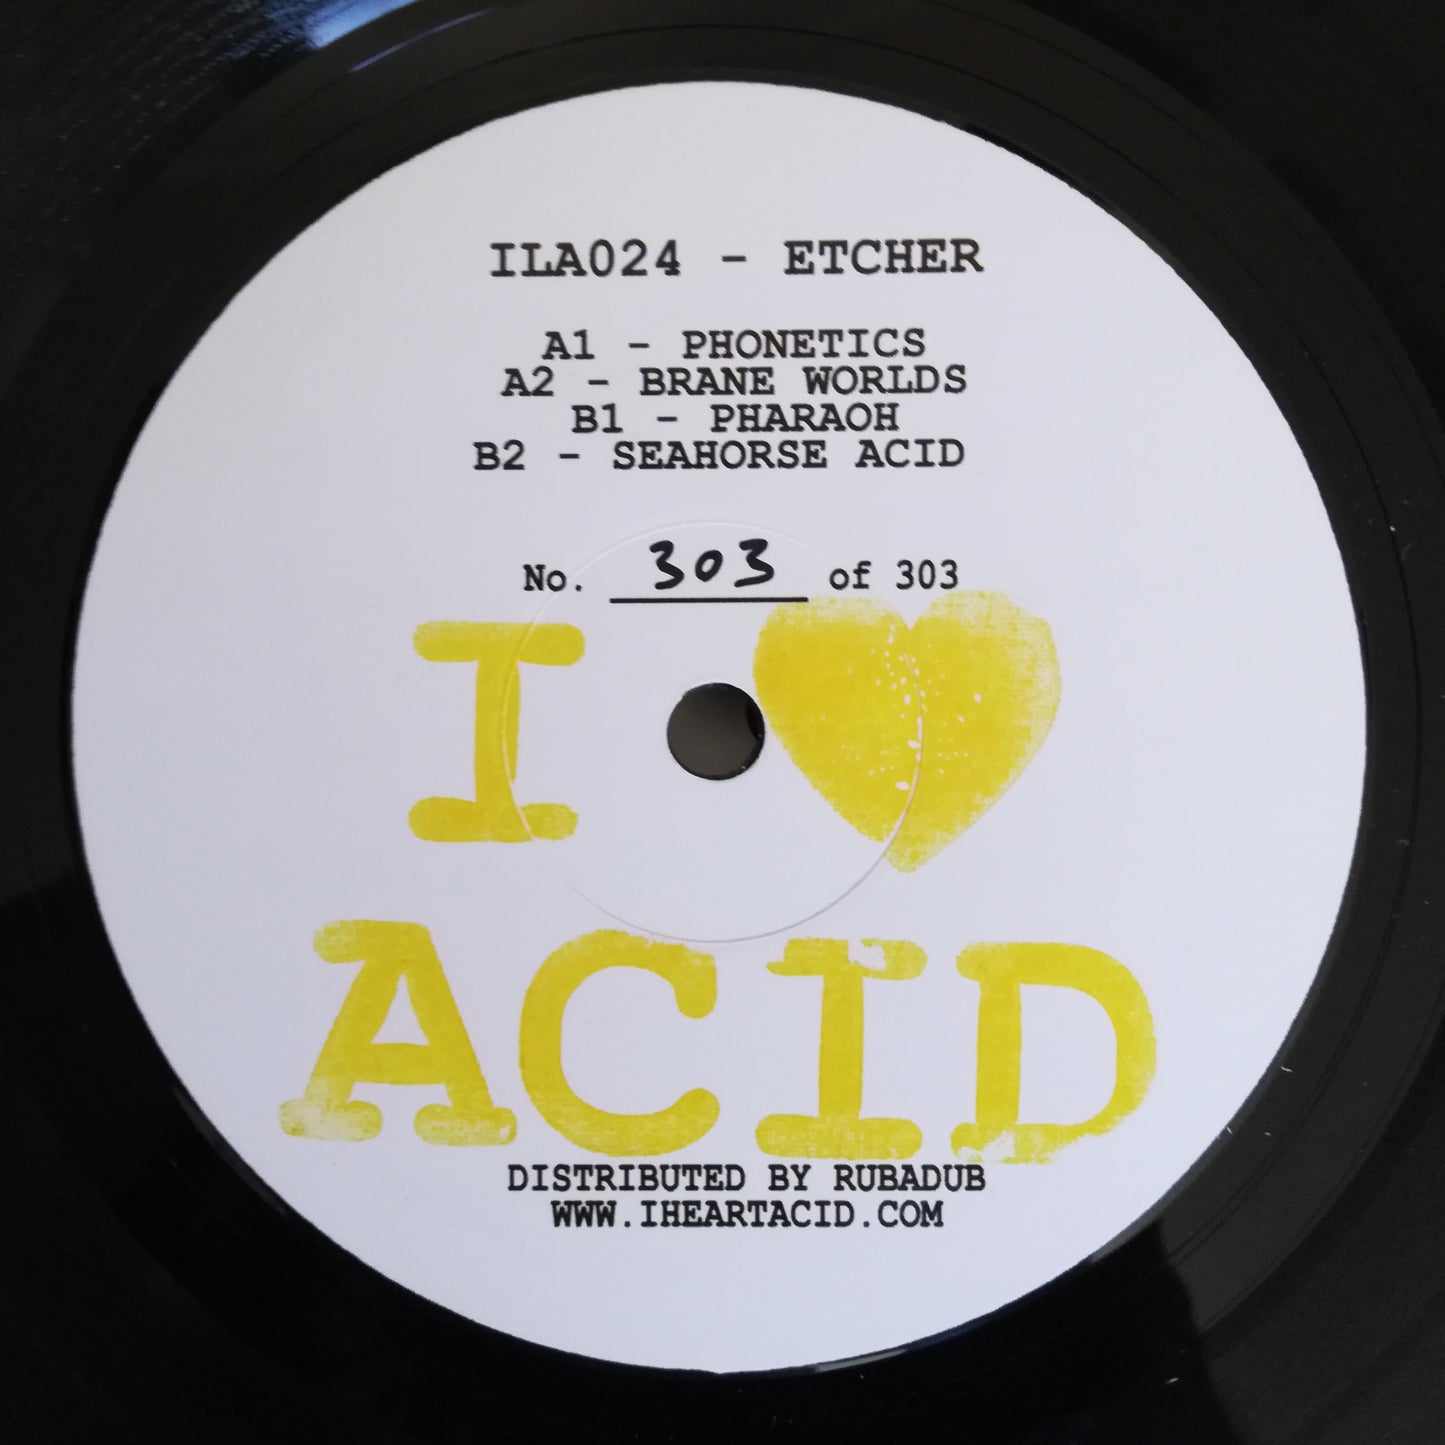 ILA024 - ETCHER
A1 - PHONETICS
A2 - BRANE WORLDS
B1 - PHARAOH
B2 - SEAHORSE ACID
No. 303 of 303
I
ACID
DISTRIBUTED BY RUBADUB
WWW.IHEARTACID.COM